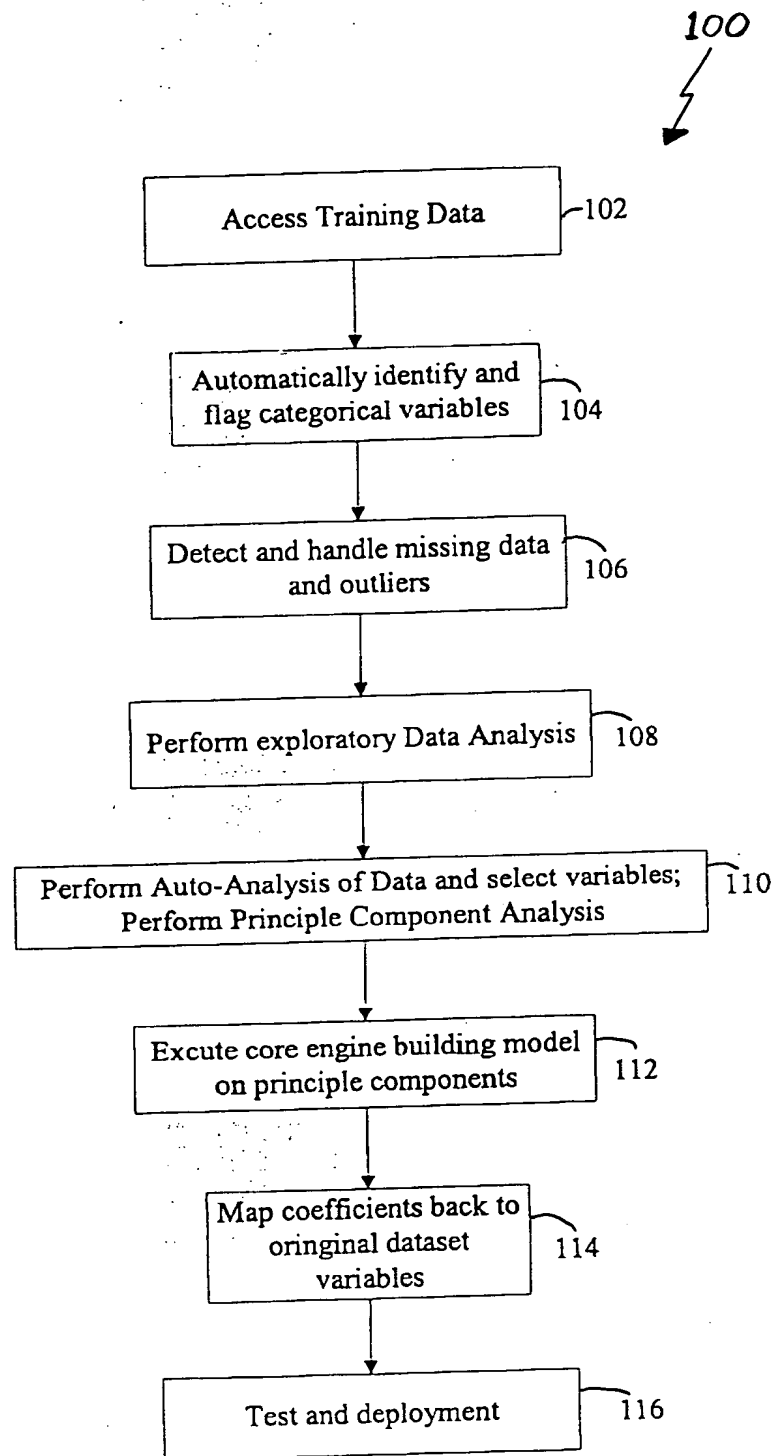 100
Access Training Data
102
Automatically identify and
flag categorical variables
104
Detect and handle missing data
and outliers
106
Perform exploratory Data Analysis
108
Perform Auto-Analysis of Data and select variables;
Perform Principle Component Analysis
110
Excute core engine building model
on principle components
112
Map coefficients back to
oringinal dataset
variables
114
Test and deployment
116